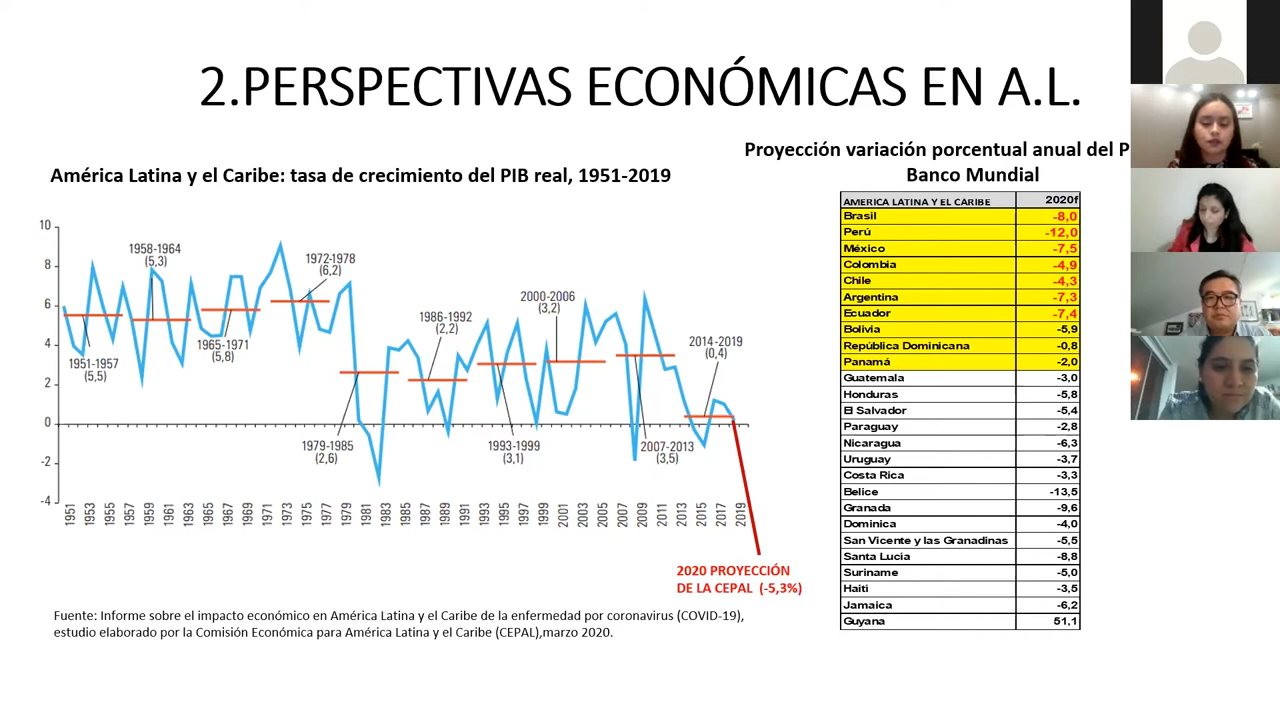 2.PERSPECTIVAS ECONÓMICAS EN A.L.
América Latina y el Caribe: tasa de crecimiento del PIB real, 1951-2019
10
8
6
4
2
0
-2
-4
1951-1957
(5,5)
1958-1964
(5,3)
1965-1971
(5,8)
1972-1978
(6,2)
1979-1985
(2,6)
1986-1992
(2,2)
1993-1999
(3,1)
2000-2006
(3,2)
2007-2013
(3,5)
2014-2019
(0,4)
1951
1953
1955
1957
1959
1961
1963
1965
1967
1969
1971
1973
1975
1977
1979
1981
1983
1985
1987
1989
1991
1993
1995
1997
1999
2001
2003
2005
2007
2009
2011
2013
2015
2017
2019
2020 PROYECCIÓN
DE LA CEPAL (-5,3%)
Fuente: Informe sobre el impacto económico en América Latina y el Caribe de la enfermedad por coronavirus (COVID-19),
estudio elaborado por la Comisión Económica para América Latina y el Caribe (CEPAL),marzo 2020.
Proyección variación porcentual anual del P
Banco Mundial
AMERICA LATINA Y EL CARIBE 2020f
Brasil -8,0
Perú -12,0
México -7,5
Colombia -4,9
Chile -4,3
Argentina -7,3
Ecuador -7,4
Bolivia -5,9
República Dominicana -0,8
Panamá -2,0
Guatemala -3,0
Honduras -5,8
El Salvador -5,4
Paraguay -2,8
Nicaragua -6,3
Uruguay -3,7
Costa Rica -3,3
Belice -13,5
Granada -9,6
Dominica -4,0
San Vicente y las Granadinas -5,5
Santa Lucia -8,8
Suriname -5,0
Haiti -3,5
Jamaica -6,2
Guyana 51,1